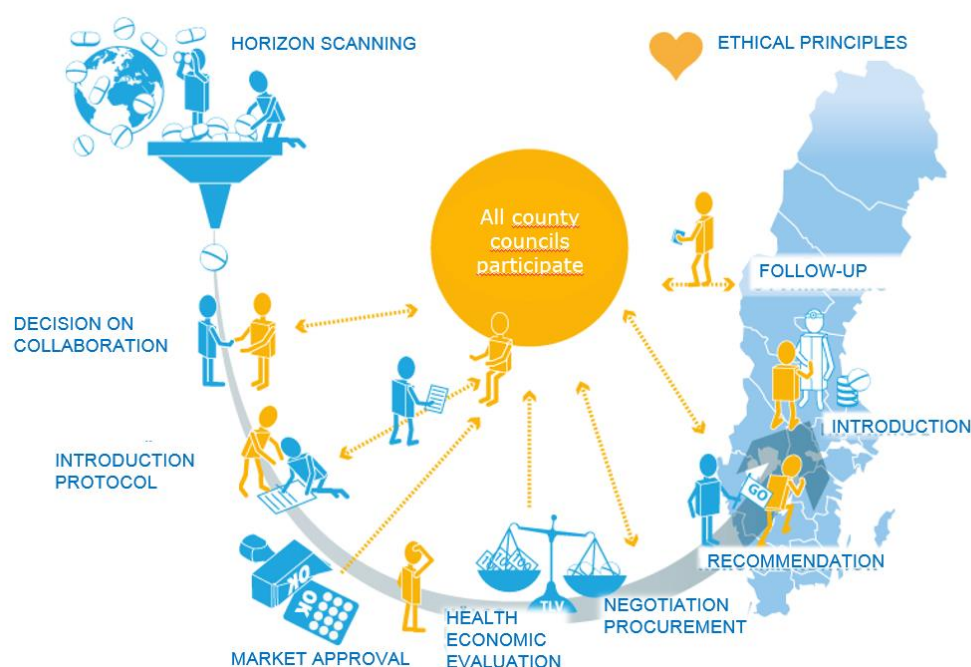 HORIZON SCANNING
ETHICAL PRINCIPLES
All county
councils
participate
FOLLOW-UP
DECISION ON
COLLABORATION
INTRODUCTION
INTRODUCTION
PROTOCOL
GO
RECOMMENDATION
OK
OK
TLV
HEALTH
ECONOMIC
EVALUATION
NEGOTIATION
PROCUREMENT
MARKET APPROVAL